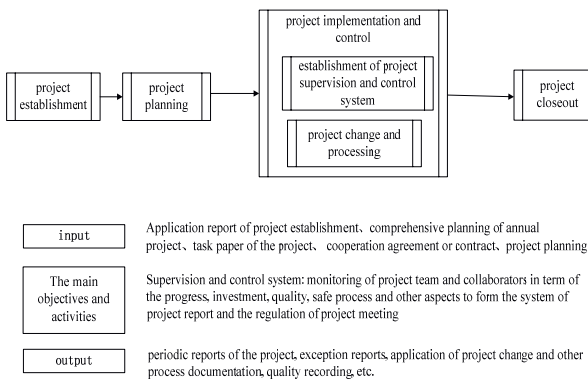 project implementation and
control
establishment of project
supervision and control
system
project change and
processing
project
establishment
project
planning
project
closeout
input
Application report of project establishment、comprehensive planning of annual
project、task paper of the project、 cooperation agreement or contract、project planning
The main
objectives and
activities
Supervision and control system: monitoring of project team and collaborators in term of
the progress, investment, quality, safe process and other aspects to form the system of
project report and the regulation of project meeting
output
periodic reports of the project, exception reports, application of project change and other
process documentation, quality recording, etc.